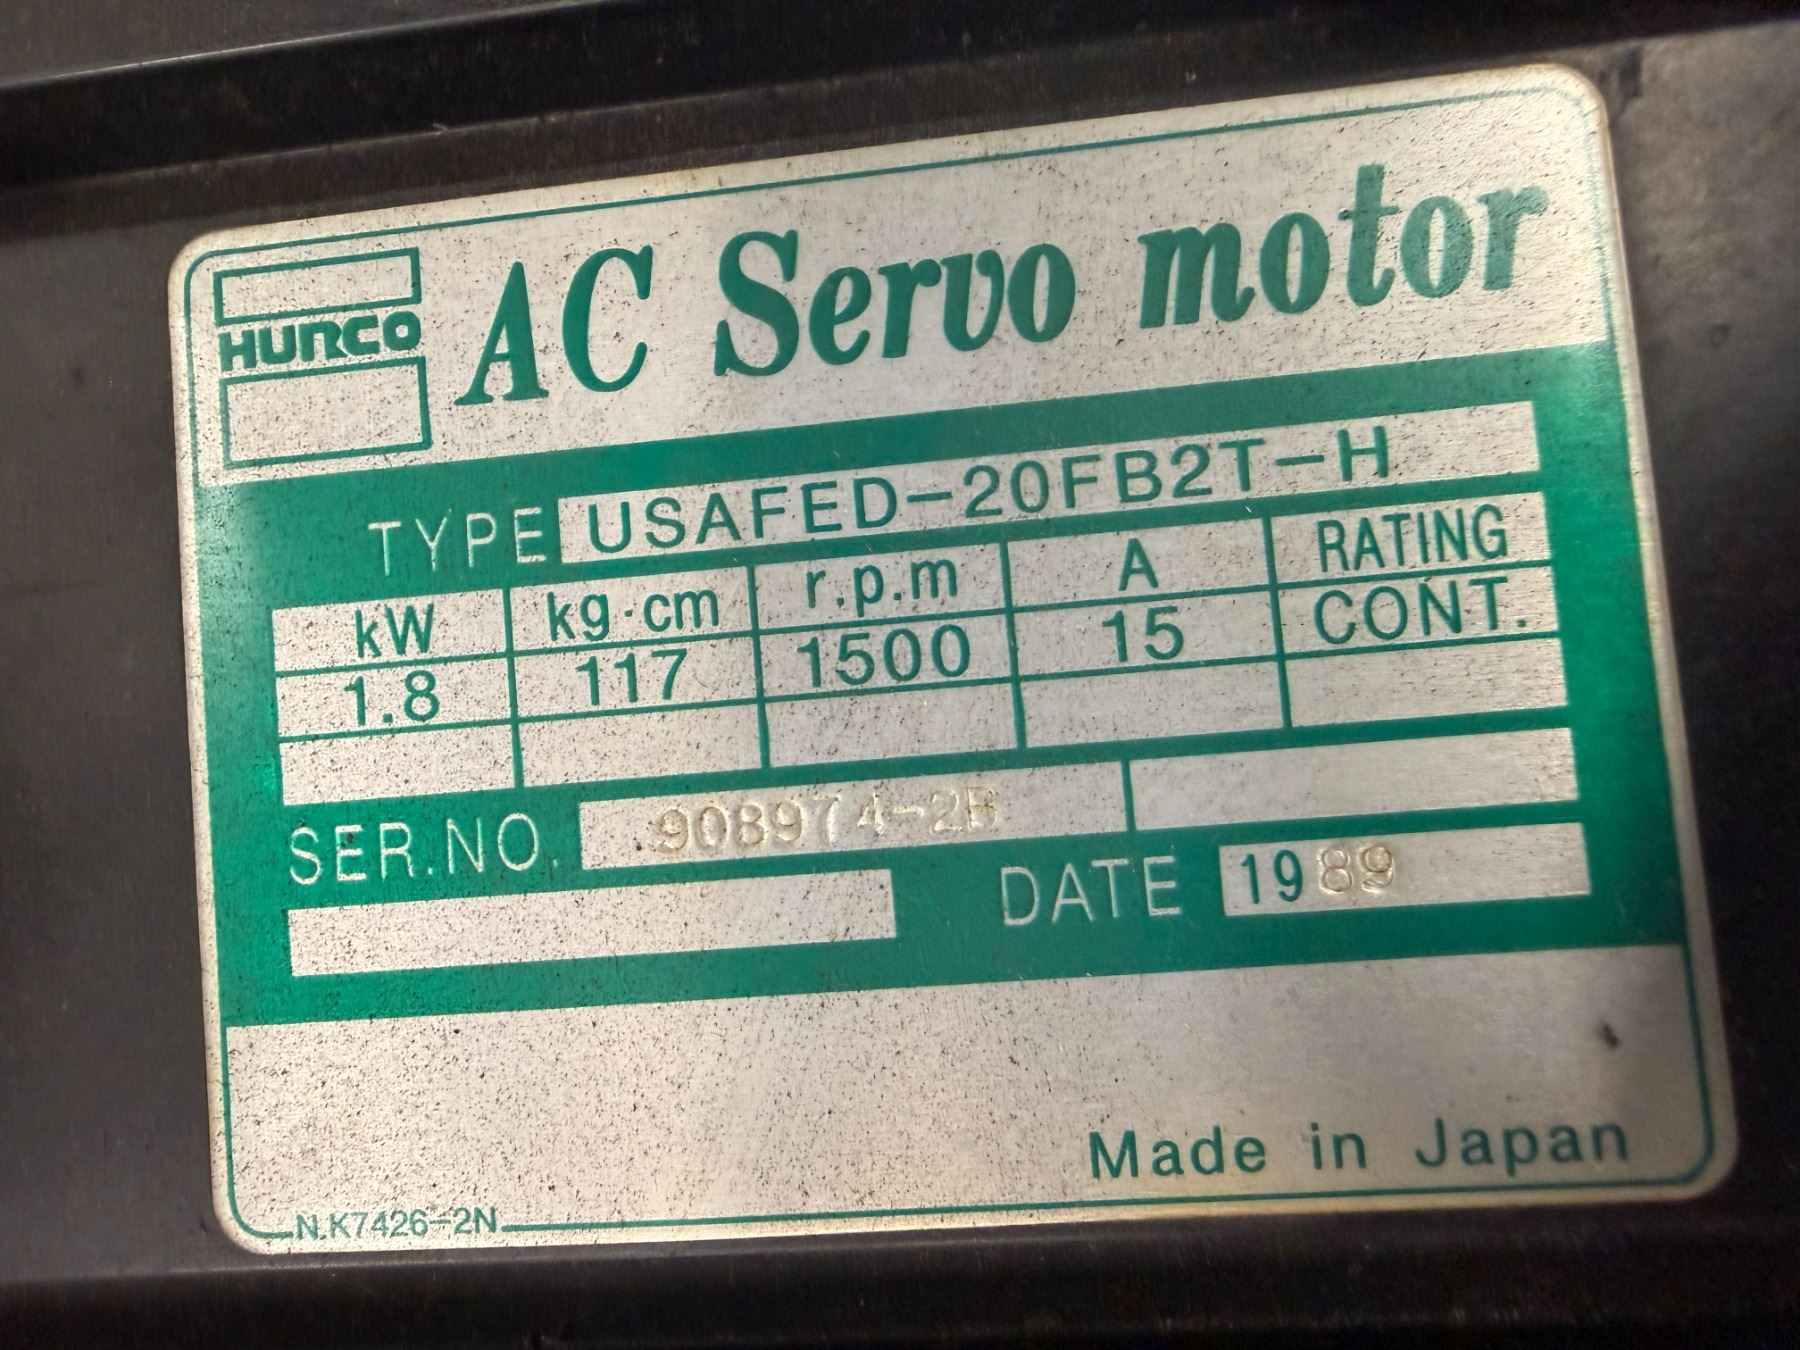 HURCO
AC Servo motor
TYPE USAFED-20FB2T-H
kW kg·cm r.p.m A RATING
1.8 117 1500 15 CONT.
SER.NO. 908974-2B
DATE 1989
Made in Japan
N.K7426-2N